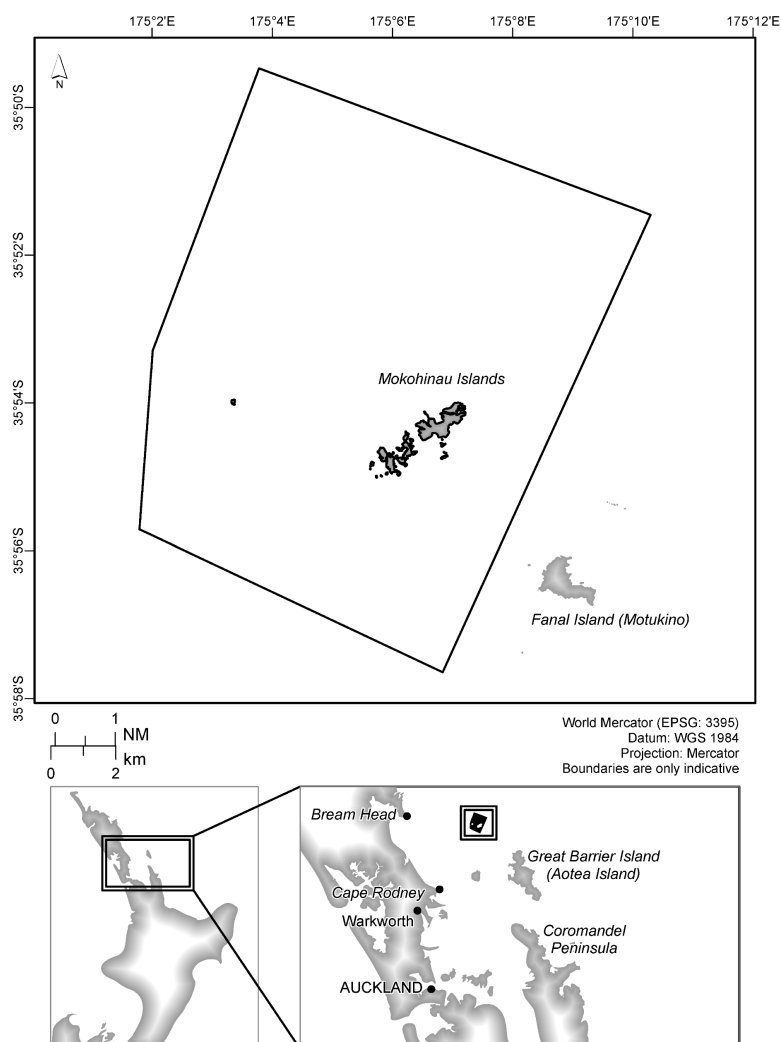 175°2'E 175°4'E 175°6'E 175°8'E 175°10'E 175°12'E
N
35°50'S
35°52'S
Mokohinau Islands
35°54'S
35°56'S
Fanal Island (Motukino)
35°58'S
0 1
NM
km
0 2
World Mercator (EPSG: 3395)
Datum: WGS 1984
Projection: Mercator
Boundaries are only indicative
Bream Head
Great Barrier Island
(Aotea Island)
Cape Rodney
Warkworth
Coromandel
Peninsula
AUCKLAND